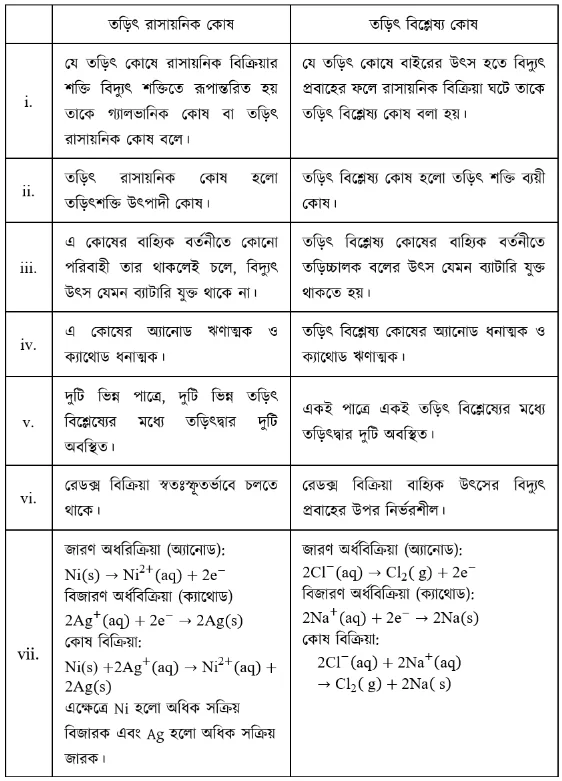 তড়িৎ রাসায়নিক কোষ
তড়িৎ বিশ্লেষ্য কোষ
i.
যে তড়িৎ কোষে রাসায়নিক বিক্রিয়ার
শক্তি বিদ্যুৎ শক্তিতে রূপান্তরিত হয়
তাকে গ্যালভানিক কোষ বা তড়িৎ
রাসায়নিক কোষ বলে।
যে তড়িৎ কোষে বাইরের উৎস হতে বিদ্যুৎ
প্রবাহের ফলে রাসায়নিক বিক্রিয়া ঘটে তাকে
তড়িৎ বিশ্লেষ্য কোষ বলা হয়।
ii.
তড়িৎ রাসায়নিক কোষ হলো
তড়িৎশক্তি উৎপাদী কোষ।
তড়িৎ বিশ্লেষ্য কোষ হলো তড়িৎ শক্তি ব্যয়ী
কোষ।
iii.
এ কোষের বাহ্যিক বর্তনীতে কোনো
পরিবাহী তার থাকলেই চলে, বিদ্যুৎ
উৎস যেমন ব্যাটারি যুক্ত থাকে না।
তড়িৎ বিশ্লেষ্য কোষের বাহ্যিক বর্তনীতে
তড়িচ্চালক বলের উৎস যেমন ব্যাটারি যুক্ত
থাকতে হয়।
iv.
এ কোষের অ্যানোড ঋণাত্মক ও
ক্যাথোড ধনাত্মক।
তড়িৎ বিশ্লেষ্য কোষের অ্যানোড ধনাত্মক ও
ক্যাথোড ঋণাত্মক।
v.
দুটি ভিন্ন পাত্রে, দুটি ভিন্ন তড়িৎ
বিশ্লেষ্যের মধ্যে তড়িৎদ্বার দুটি
অবস্থিত।
একই পাত্রে একই তড়িৎ বিশ্লেষ্যের মধ্যে
তড়িৎদ্বার দুটি অবস্থিত।
vi.
রেডক্স বিক্রিয়া স্বতঃস্ফূতর্ভাবে চলতে
থাকে।
রেডক্স বিক্রিয়া বাহ্যিক উৎসের বিদ্যুৎ
প্রবাহের উপর নির্ভরশীল।
vii.
জারণ অধরিক্রিয়া (অ্যানোড):
Ni(s) → Ni²⁺(aq) + 2e⁻
বিজারণ অর্ধবিক্রিয়া (ক্যাথোড)
2Ag⁺(aq) + 2e⁻ → 2Ag(s)
কোষ বিক্রিয়া:
Ni(s) +2Ag⁺(aq) → Ni²⁺(aq) +
2Ag(s)
এক্ষেত্রে Ni হলো অধিক সক্রিয়
বিজারক এবং Ag হলো অধিক সক্রিয়
জারক।
জারণ অর্ধবিক্রিয়া (অ্যানোড):
2Cl⁻(aq) → Cl₂( g) + 2e⁻
বিজারণ অর্ধবিক্রিয়া (ক্যাথোড):
2Na⁺(aq) + 2e⁻ → 2Na(s)
কোষ বিক্রিয়া:
2Cl⁻(aq) + 2Na⁺(aq)
→ Cl₂( g) + 2Na( s)